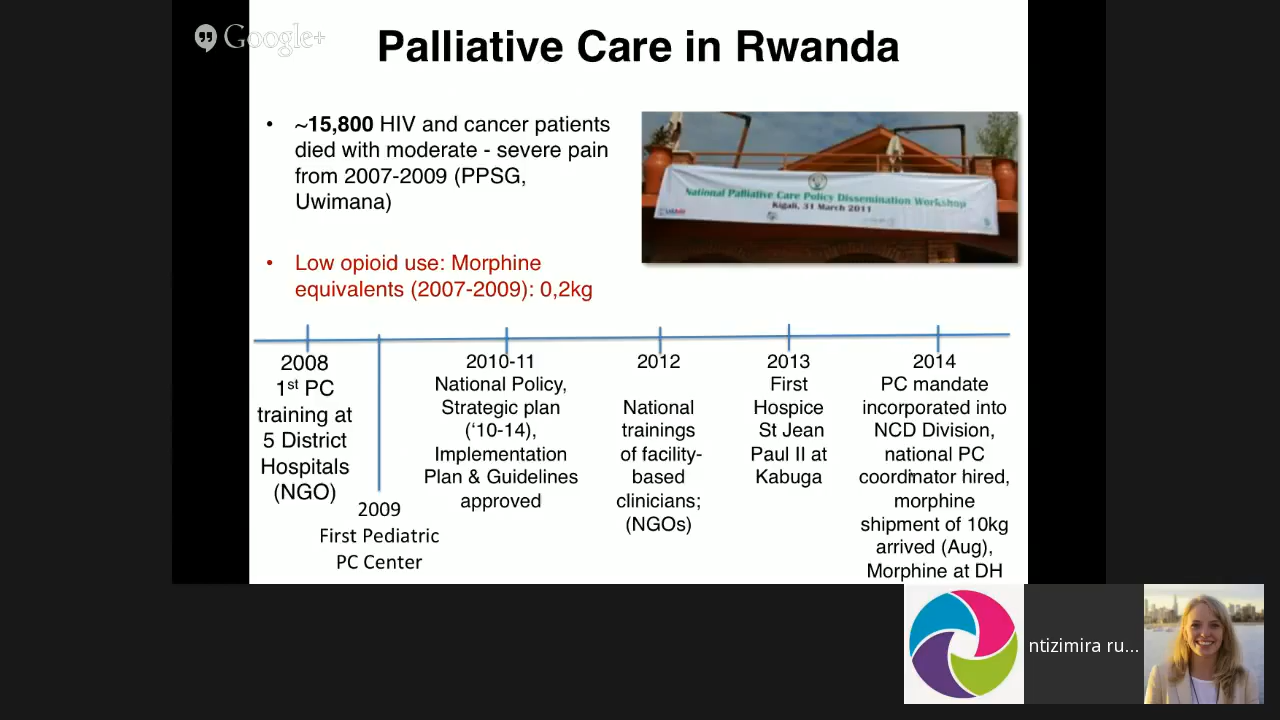 Google+
Palliative Care in Rwanda
• ~15,800 HIV and cancer patients
died with moderate - severe pain
from 2007-2009 (PPSG,
Uwimana)
• Low opioid use: Morphine
equivalents (2007-2009): 0,2kg
National Palliative Care Policy Dissemination Workshop
Kigali, 31 March 2011
2008
1st PC
training at
5 District
Hospitals
(NGO)
2009
First Pediatric
PC Center
2010-11
National Policy,
Strategic plan
(‘10-14),
Implementation
Plan & Guidelines
approved
2012
National
trainings
of facility-
based
clinicians;
(NGOs)
2013
First
Hospice
St Jean
Paul II at
Kabuga
2014
PC mandate
incorporated into
NCD Division,
national PC
coordinator hired,
morphine
shipment of 10kg
arrived (Aug),
Morphine at DH
ntizimira ru...